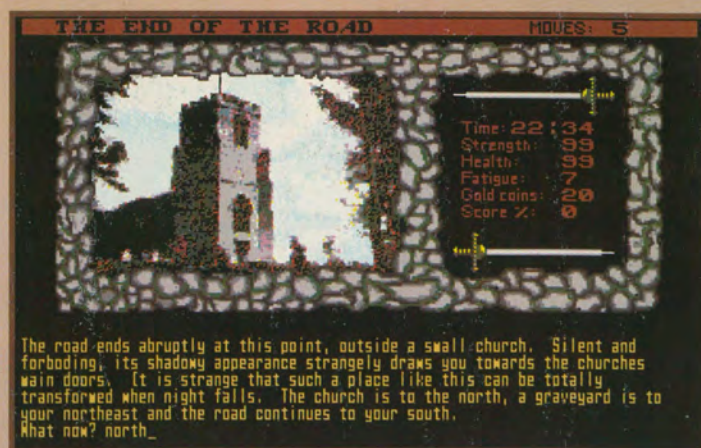 THE END OF THE ROAD MOVES: 5
Time: 22:34
Strength: 99
Health: 99
Fatigue: 7
Gold coins: 20
Score %: 0
The road ends abruptly at this point, outside a small church. Silent and
forboding, its shadowy appearance strangely draws you towards the churches
main doors. It is strange that such a place like this can be totally
transformed when night falls. The church is to the north, a graveyard is to
your northeast and the road continues to your south.
What now? north_